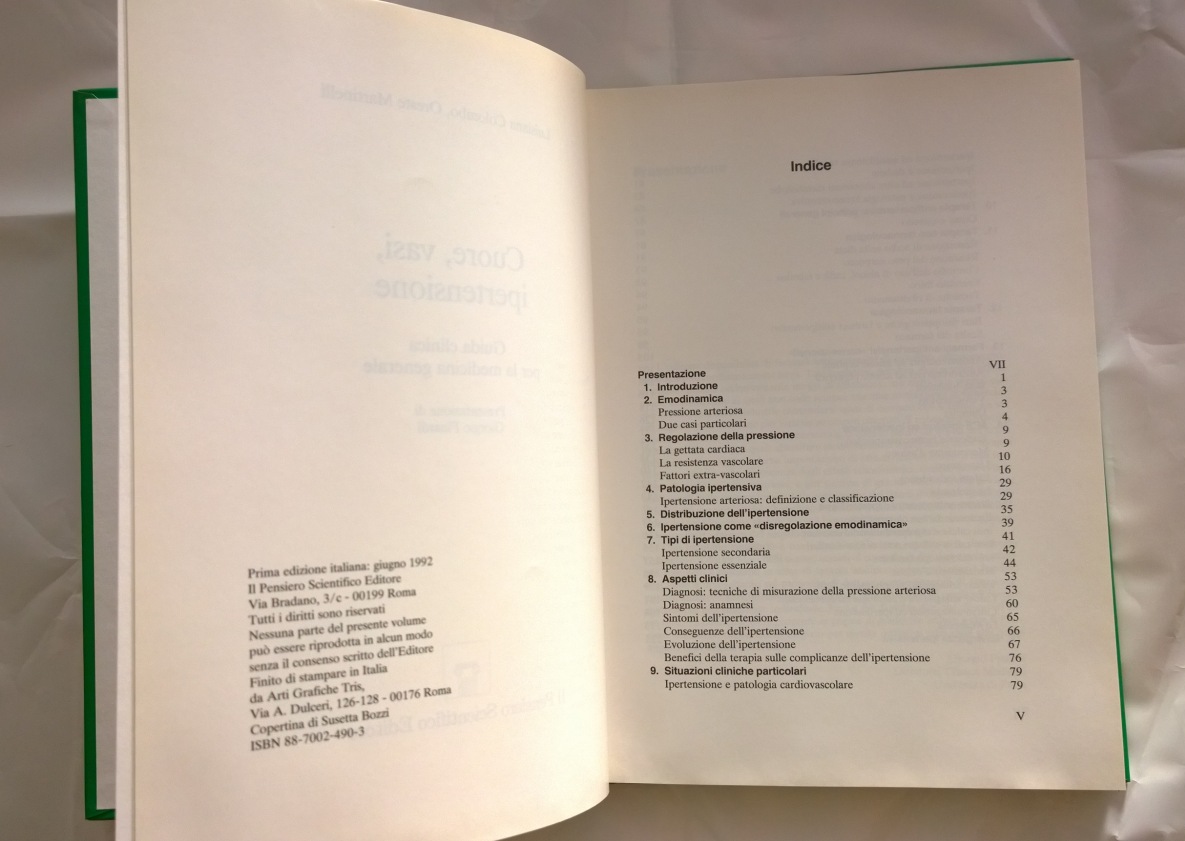 Prima edizione italiana: giugno 1992
Il Pensiero Scientifico Editore
Via Bradano, 3/c - 00199 Roma
Tutti i diritti sono riservati
Nessuna parte del presente volume
può essere riprodotta in alcun modo
senza il consenso scritto dell'Editore
Finito di stampare in Italia
da Arti Grafiche Tris,
Via A. Dulceri, 126-128 - 00176 Roma
Copertina di Susetta Bozzi
ISBN 88-7002-490-3
Indice
Presentazione VII
1. Introduzione 1
2. Emodinamica 3
Pressione arteriosa 3
Due casi particolari 4
3. Regolazione della pressione 9
La gettata cardiaca 9
La resistenza vascolare 10
Fattori extra-vascolari 16
4. Patologia ipertensiva 29
Ipertensione arteriosa: definizione e classificazione 29
5. Distribuzione dell'ipertensione 35
6. Ipertensione come «disregolazione emodinamica» 39
7. Tipi di ipertensione 41
Ipertensione secondaria 42
Ipertensione essenziale 44
8. Aspetti clinici 53
Diagnosi: tecniche di misurazione della pressione arteriosa 53
Diagnosi: anamnesi 60
Sintomi dell'ipertensione 65
Conseguenze dell'ipertensione 66
Evoluzione dell'ipertensione 67
Benefici della terapia sulle complicanze dell'ipertensione 76
9. Situazioni cliniche particolari 79
Ipertensione e patologia cardiovascolare 79
V